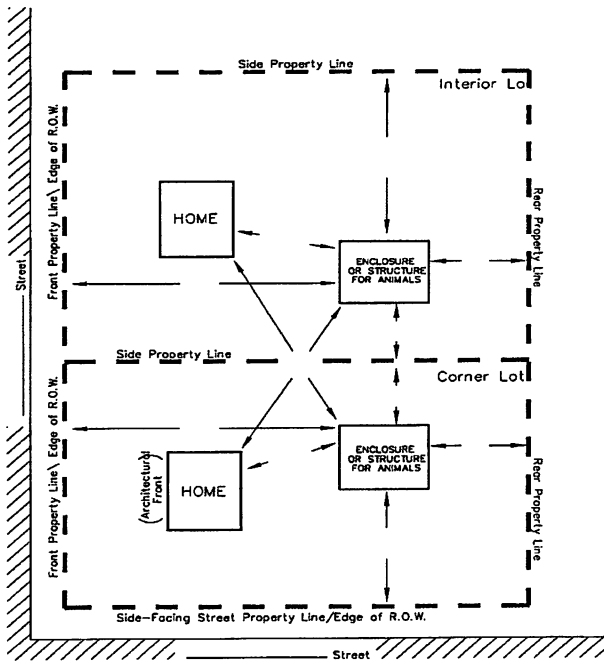 Side Property Line
Interior Lo
Front Property Line\ Edge of R.O.W.
HOME
ENCLOSURE
OR STRUCTURE
FOR ANIMALS
Rear Property Line
Street
Side Property Line
Corner Lot
Front Property Line\ Edge of R.O.W.
(Architectural
Front)
HOME
ENCLOSURE
OR STRUCTURE
FOR ANIMALS
Rear Property Line
Side-Facing Street Property Line/Edge of R.O.W.
Street